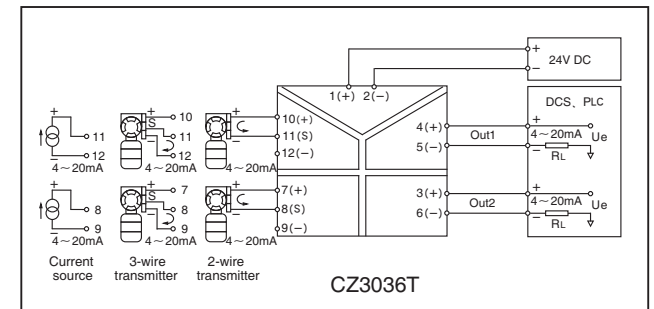 +
24V DC
−
1(+) 2(−)
DCS、PLC
+ 10
S 11
− 12
4～20mA
+
11
12
−
4～20mA
+
−
4～20mA
10(+)
11(S)
12(−)
4(+)
Out1
5(−)
+
4～20mA
Ue
−
RL
+ 7
S 8
− 9
4～20mA
+
8
9
−
4～20mA
+
−
4～20mA
7(+)
8(S)
9(−)
3(+)
Out2
6(−)
+
4～20mA
Ue
−
RL
Current
source
3-wire
transmitter
2-wire
transmitter
CZ3036T